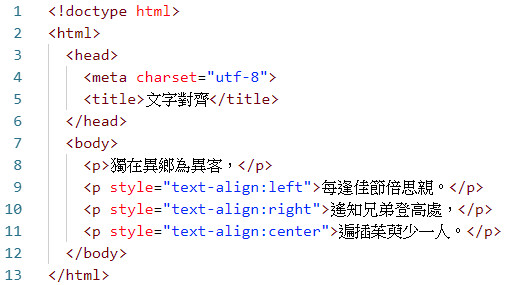 1 <!doctype html>
2 <html>
3 <head>
4 <meta charset="utf-8">
5 <title>文字對齊</title>
6 </head>
7 <body>
8 <p>獨在異鄉為異客，</p>
9 <p style="text-align:left">每逢佳節倍思親。</p>
10 <p style="text-align:right">遙知兄弟登高處，</p>
11 <p style="text-align:center">遍插茱萸少一人。</p>
12 </body>
13 </html>